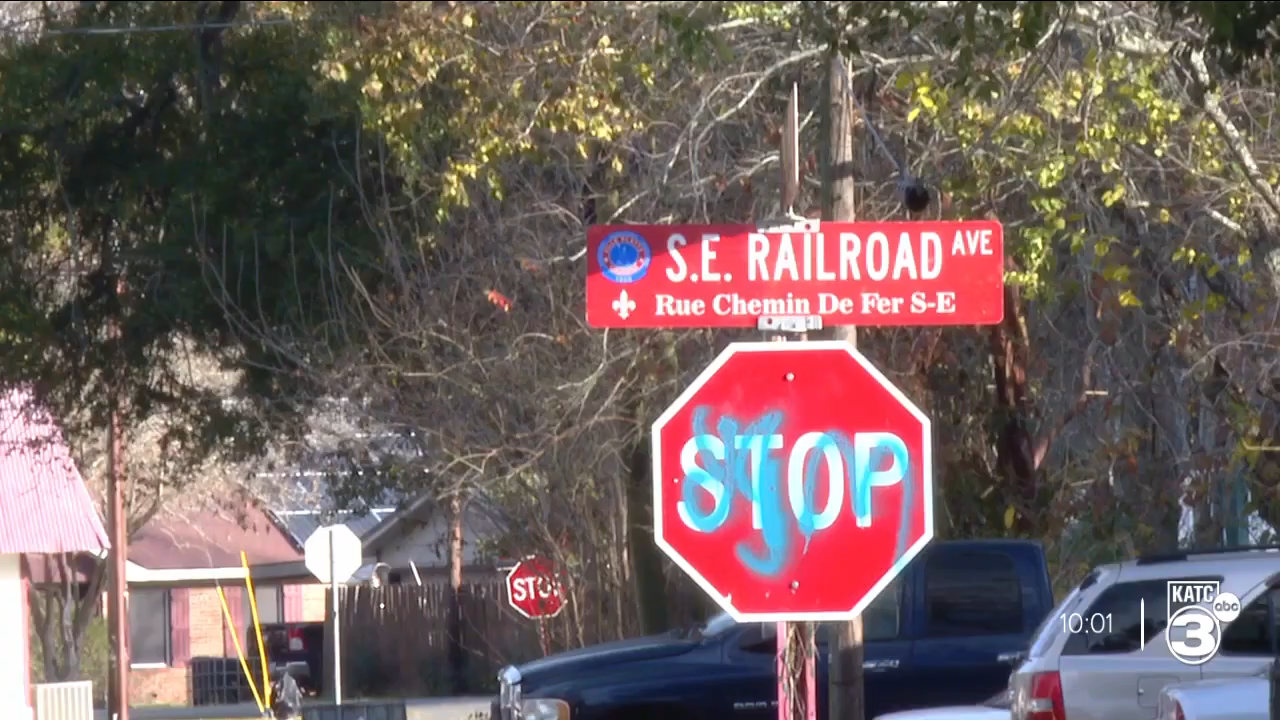 S.E. RAILROAD AVE
Rue Chemin De Fer S-E
STOP
STOP
10:01
KATC
abc
3